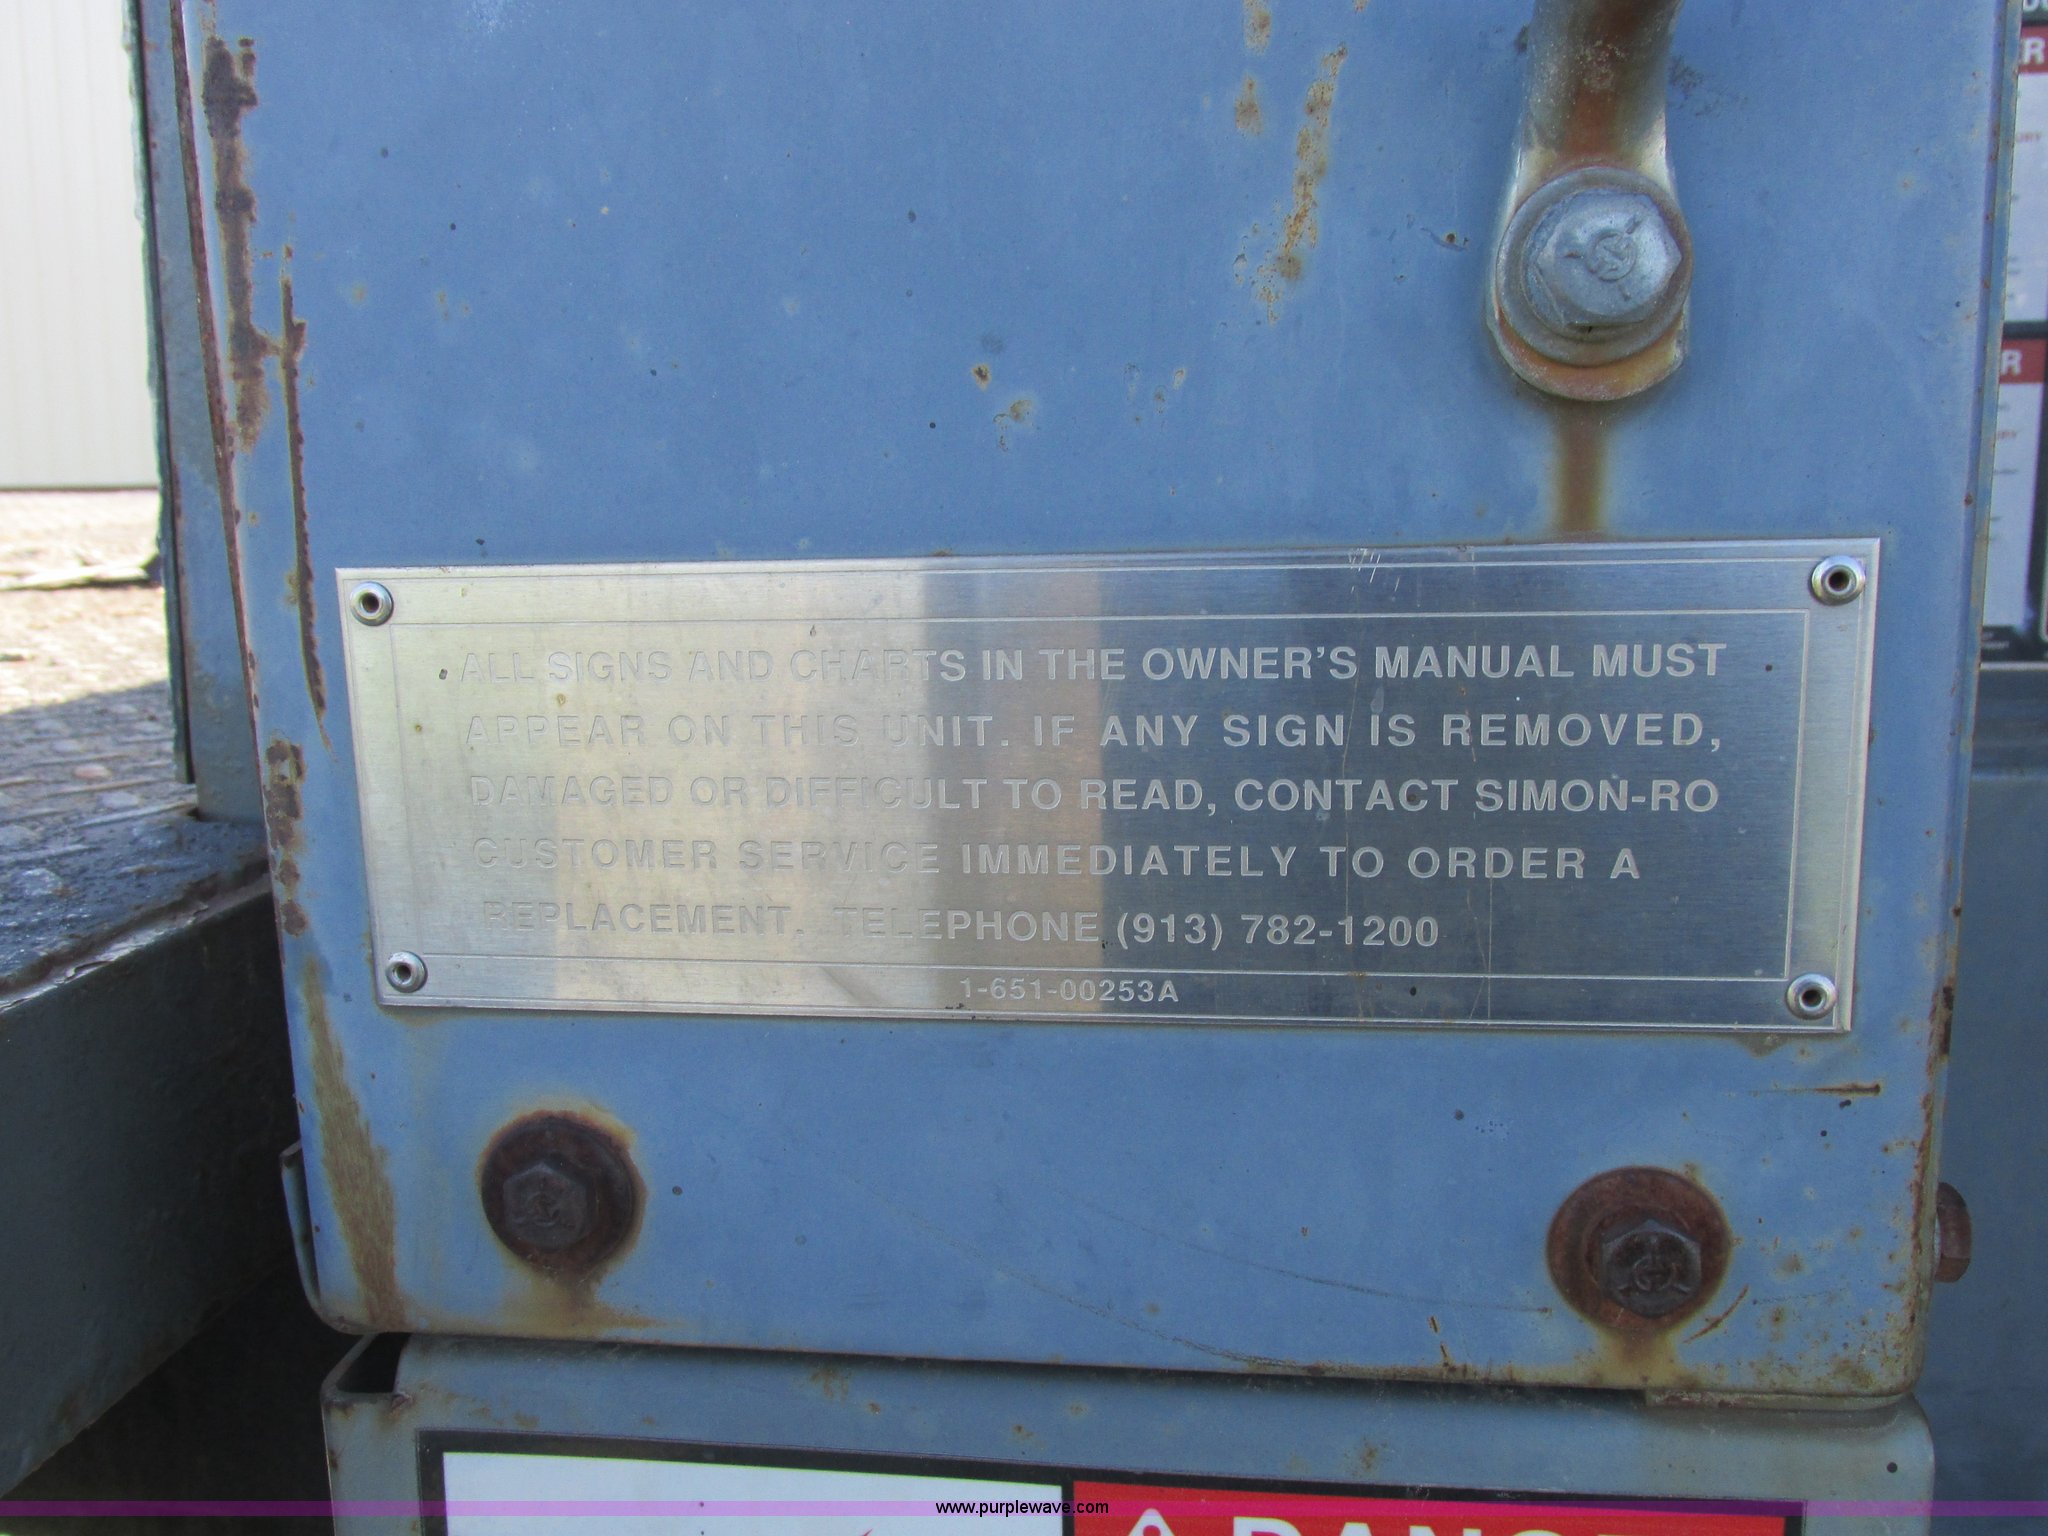 ALL SIGNS AND CHARTS IN THE OWNER'S MANUAL MUST
APPEAR ON THIS UNIT. IF ANY SIGN IS REMOVED,
DAMAGED OR DIFFICULT TO READ, CONTACT SIMON-RO
CUSTOMER SERVICE IMMEDIATELY TO ORDER A
REPLACEMENT. TELEPHONE (913) 782-1200
1-651-00253A
www.purplewave.com